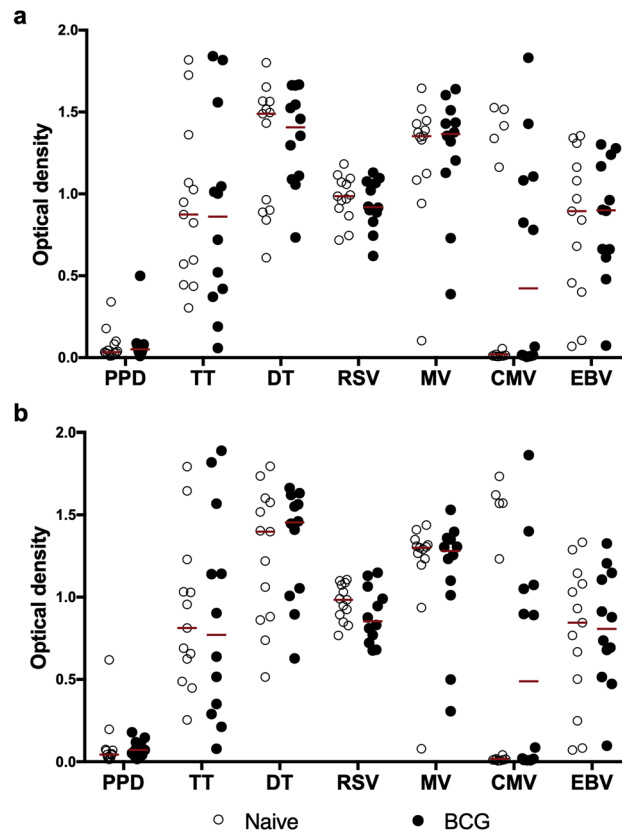 a
2.0
1.5
1.0
0.5
0.0
Optical density
PPD TT DT RSV MV CMV EBV
b
2.0
1.5
1.0
0.5
0.0
Optical density
PPD TT DT RSV MV CMV EBV
Naive BCG